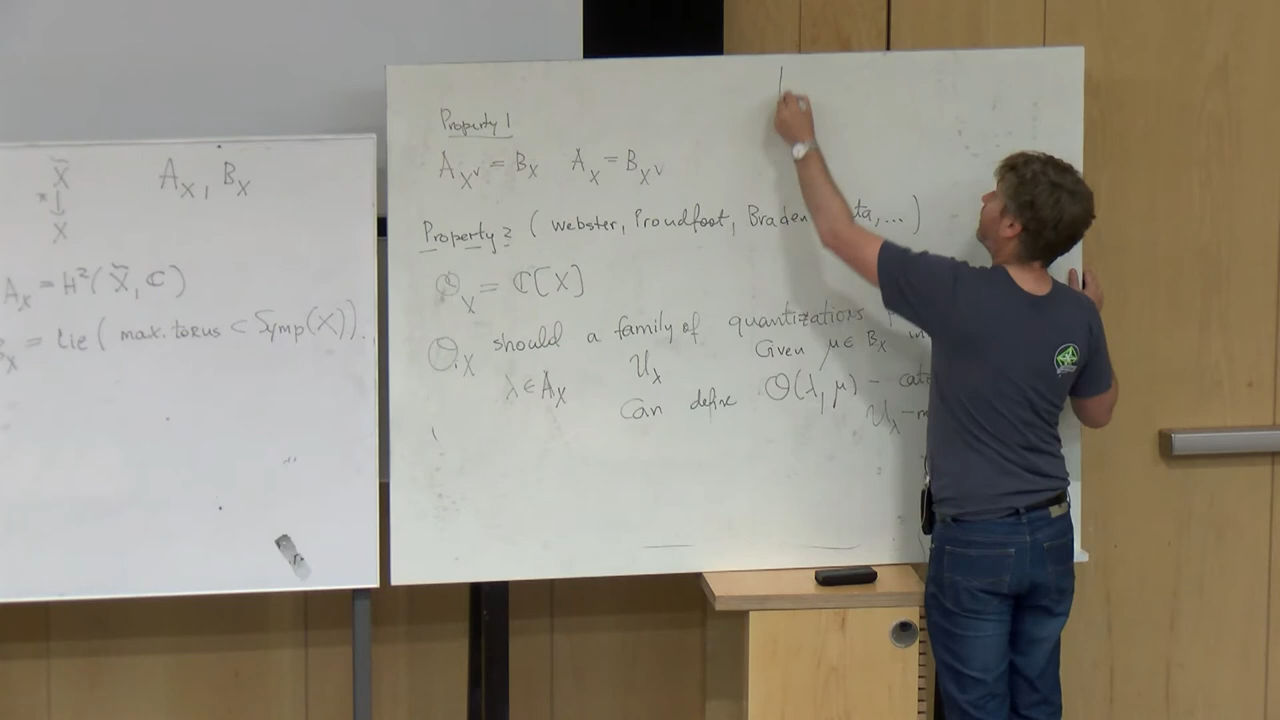 X̃
π ↓
X
A_X, B_X
A_X = H²(X̃, ℂ)
B_X = Lie (max. torus ⊂ Symp(X)).
Property 1
A_{X^∨} = B_X   A_X = B_{X^∨}
Property 2 (Webster, Proudfoot, Braden
,...)
𝒪_X = ℂ[X]
𝒪_X should a family of quantizations
λ ∈ A_X   𝒰_λ   Given μ ∈ B_X
Can define 𝒪(λ, μ) -
𝒰_λ -